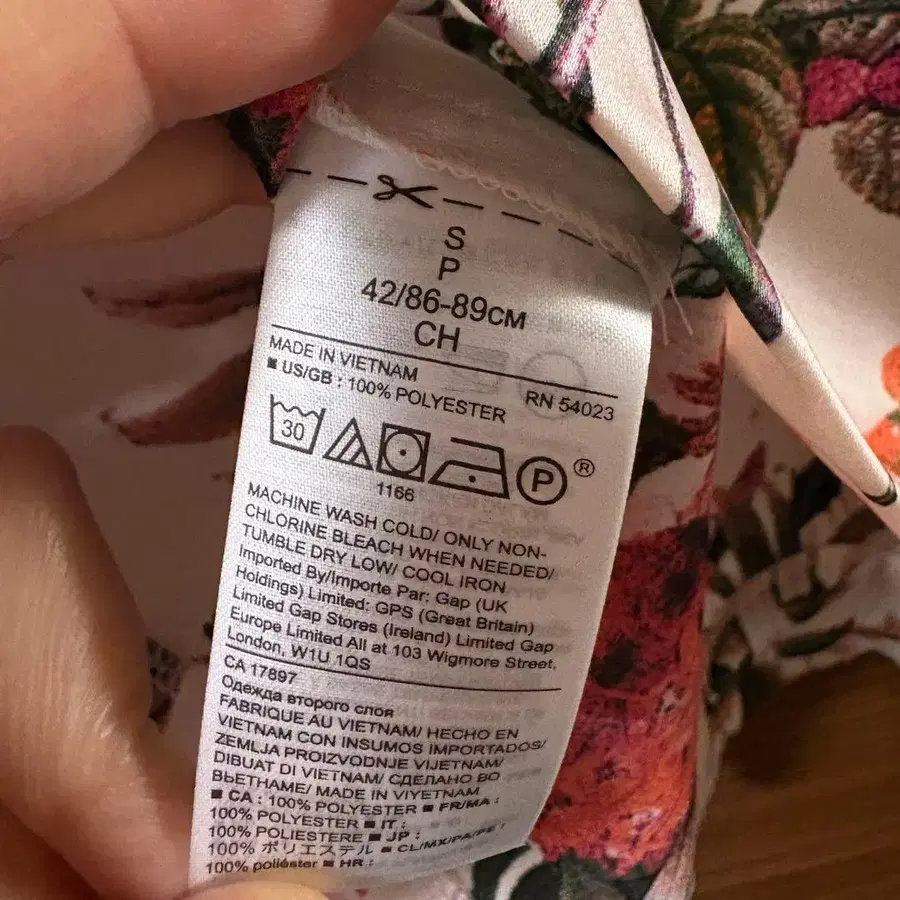 S
P
42/86-89CM
CH
MADE IN VIETNAM
RN 54023
■ US/GB : 100% POLYESTER
30
P ®
1166
MACHINE WASH COLD/ ONLY NON-
CHLORINE BLEACH WHEN NEEDED/
TUMBLE DRY LOW/ COOL IRON
Imported By/Importe Par: Gap (UK
Holdings) Limited: GPS (Great Britain)
Limited Gap Stores (Ireland) Limited Gap
Europe Limited All at 103 Wigmore Street,
London, W1U 1QS
CA 17897
Одежда второго слоя
FABRIQUE AU VIETNAM/ HECHO EN
VIETNAM CON INSUMOS IMPORTADOS/
ZEMLJA PROIZVODNJE VIJETNAM/
DIBUAT DI VIETNAM/ СДЕЛАНО ВО
ВЬЕТНАМЕ/ MADE IN VIYETNAM
■ CA : 100% POLYESTER ■ FR/MA :
100% POLYESTER ■ IT :
100% POLIESTERE ■ JP :
100% ポリエステル ■ CL/MX/PA/PE :
100% poliéster ■ HR :